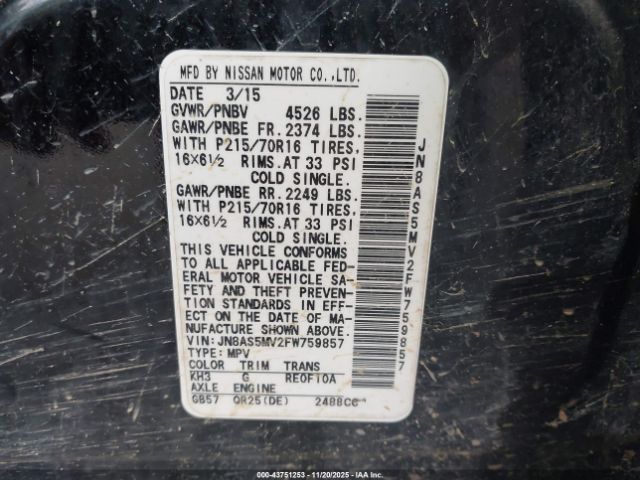 MFD BY NISSAN MOTOR CO.,LTD.
DATE 3/15
GVWR/PNBV 4526 LBS.
GAWR/PNBE FR. 2374 LBS.
WITH P215/70R16 TIRES,
16X6½ RIMS.AT 33 PSI
COLD SINGLE.
GAWR/PNBE RR. 2249 LBS.
WITH P215/70R16 TIRES,
16X6½ RIMS.AT 33 PSI
COLD SINGLE.
THIS VEHICLE CONFORMS
TO ALL APPLICABLE FED-
ERAL MOTOR VEHICLE SA-
FETY AND THEFT PREVEN-
TION STANDARDS IN EFF-
ECT ON THE DATE OF MA-
NUFACTURE SHOWN ABOVE.
VIN: JN8AS5MV2FW759857
TYPE: MPV
COLOR TRIM TRANS
KH3 G RE0F10A
AXLE ENGINE
GB57 QR25(DE) 2488CC
JN8AS5MV2FW759857
000-43751253 — 11/20/2025 — IAAI.COM